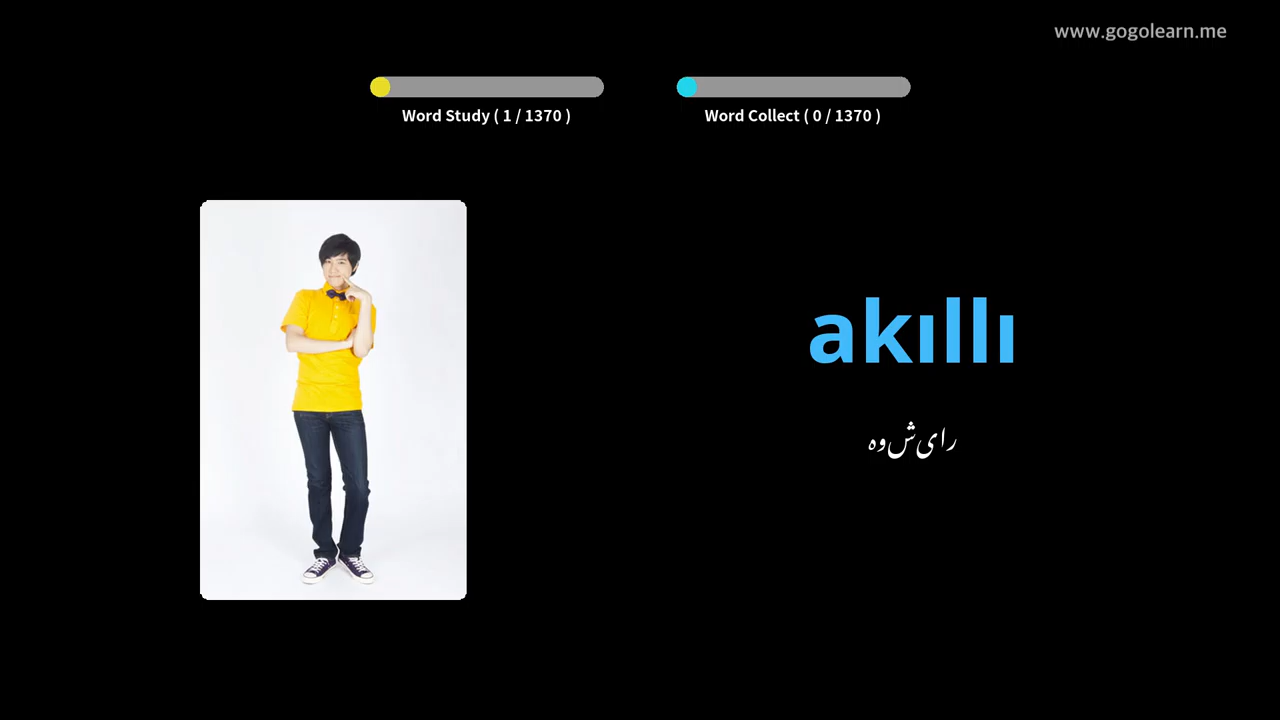 www.gogolearn.me
Word Study ( 1 / 1370 )
Word Collect ( 0 / 1370 )
akıllı
رای‌ش‌وه